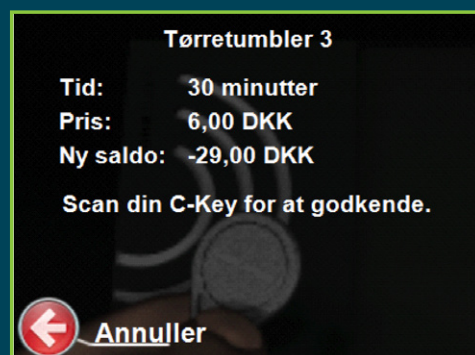 Tørretumbler 3
Tid: 30 minutter
Pris: 6,00 DKK
Ny saldo: -29,00 DKK
Scan din C-Key for at godkende.
Annuller